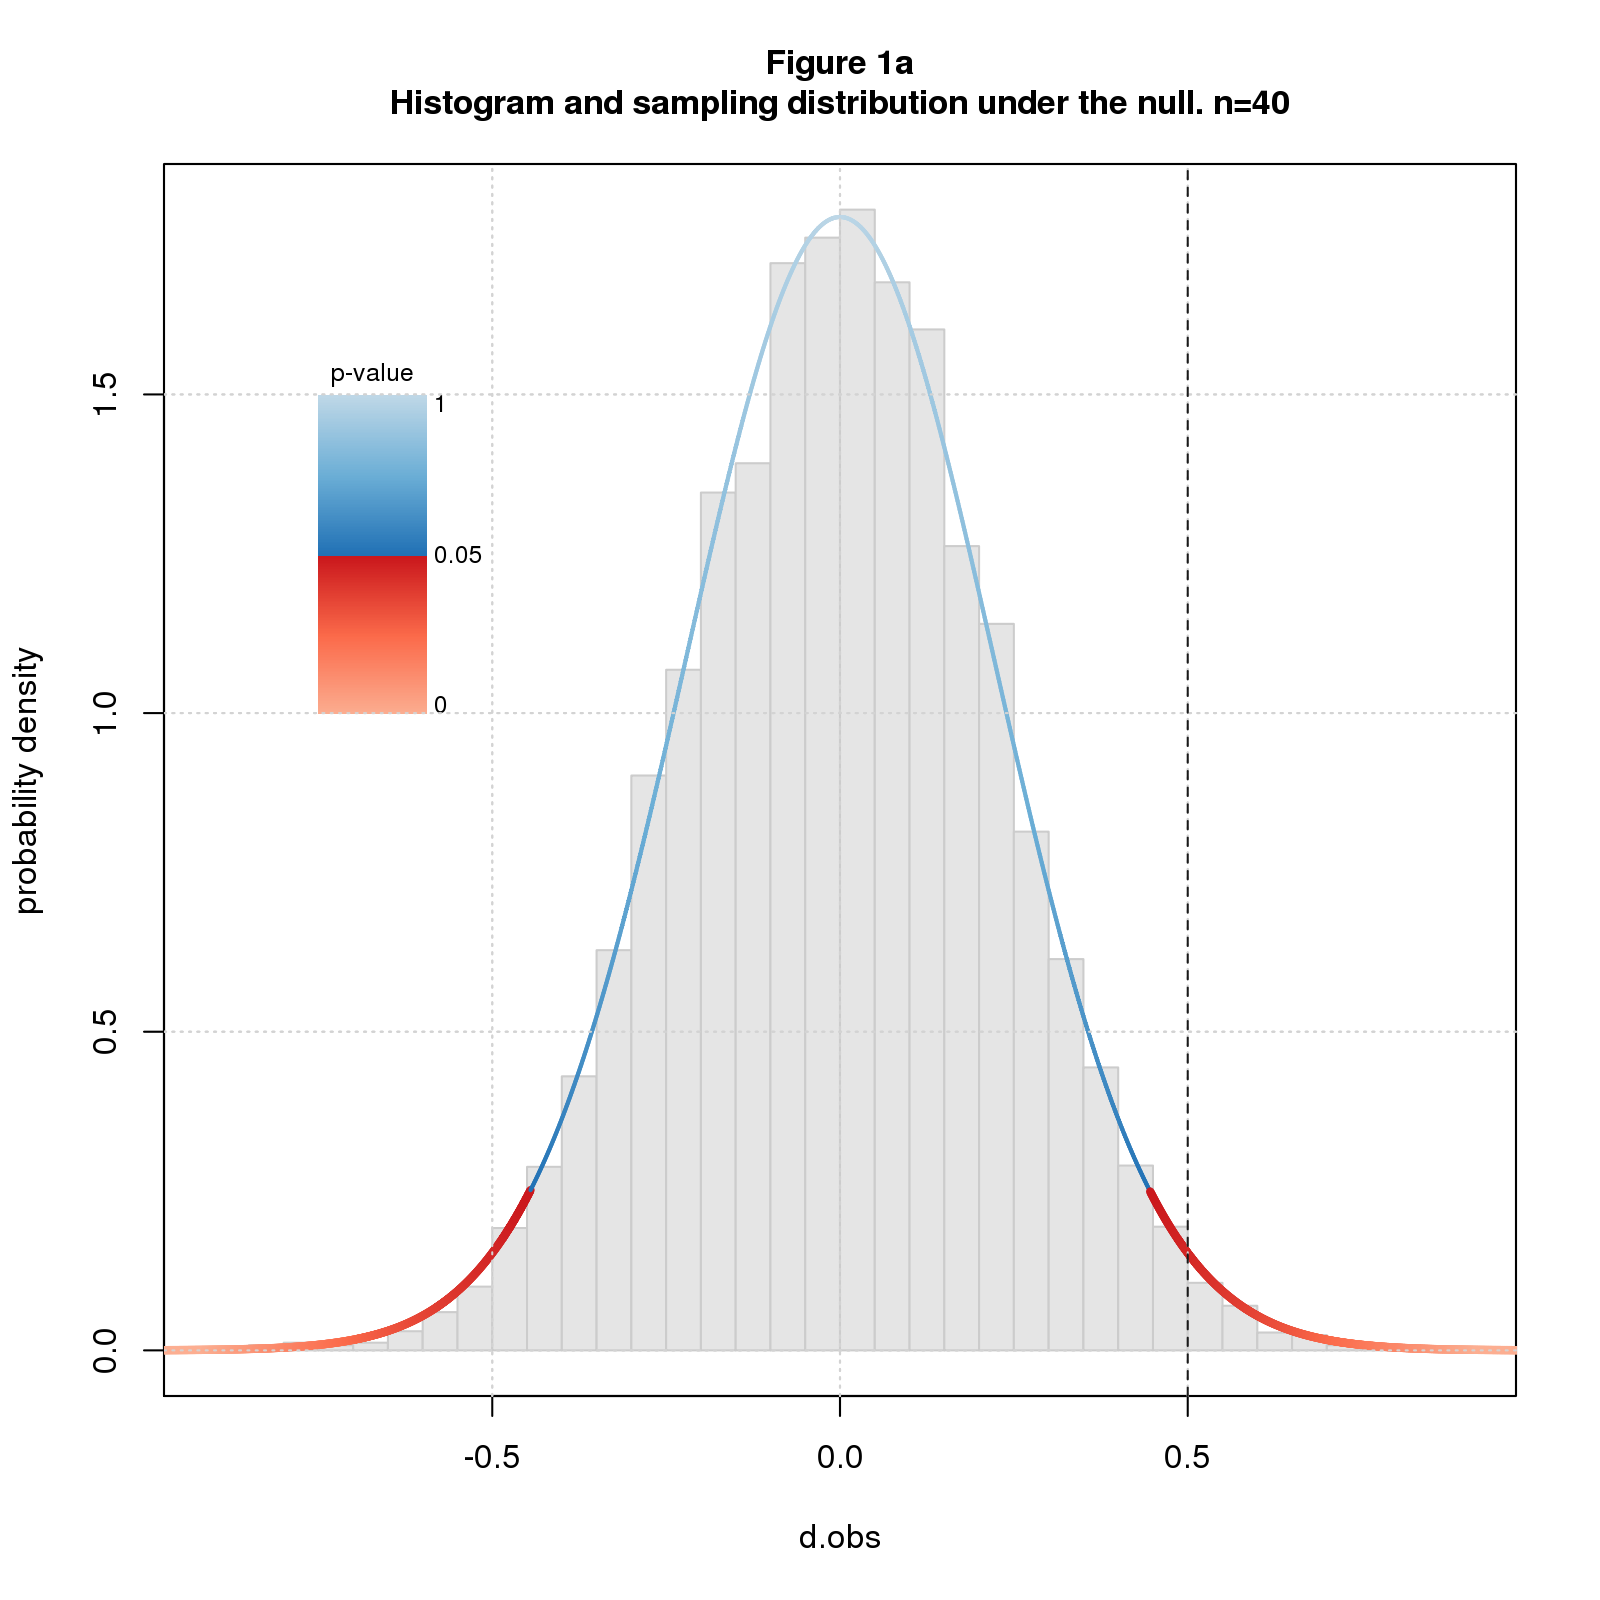 Figure 1a
Histogram and sampling distribution under the null. n=40
p-value
1
0.05
0
probability density
1.5
1.0
0.5
0.0
-0.5
0.0
0.5
d.obs